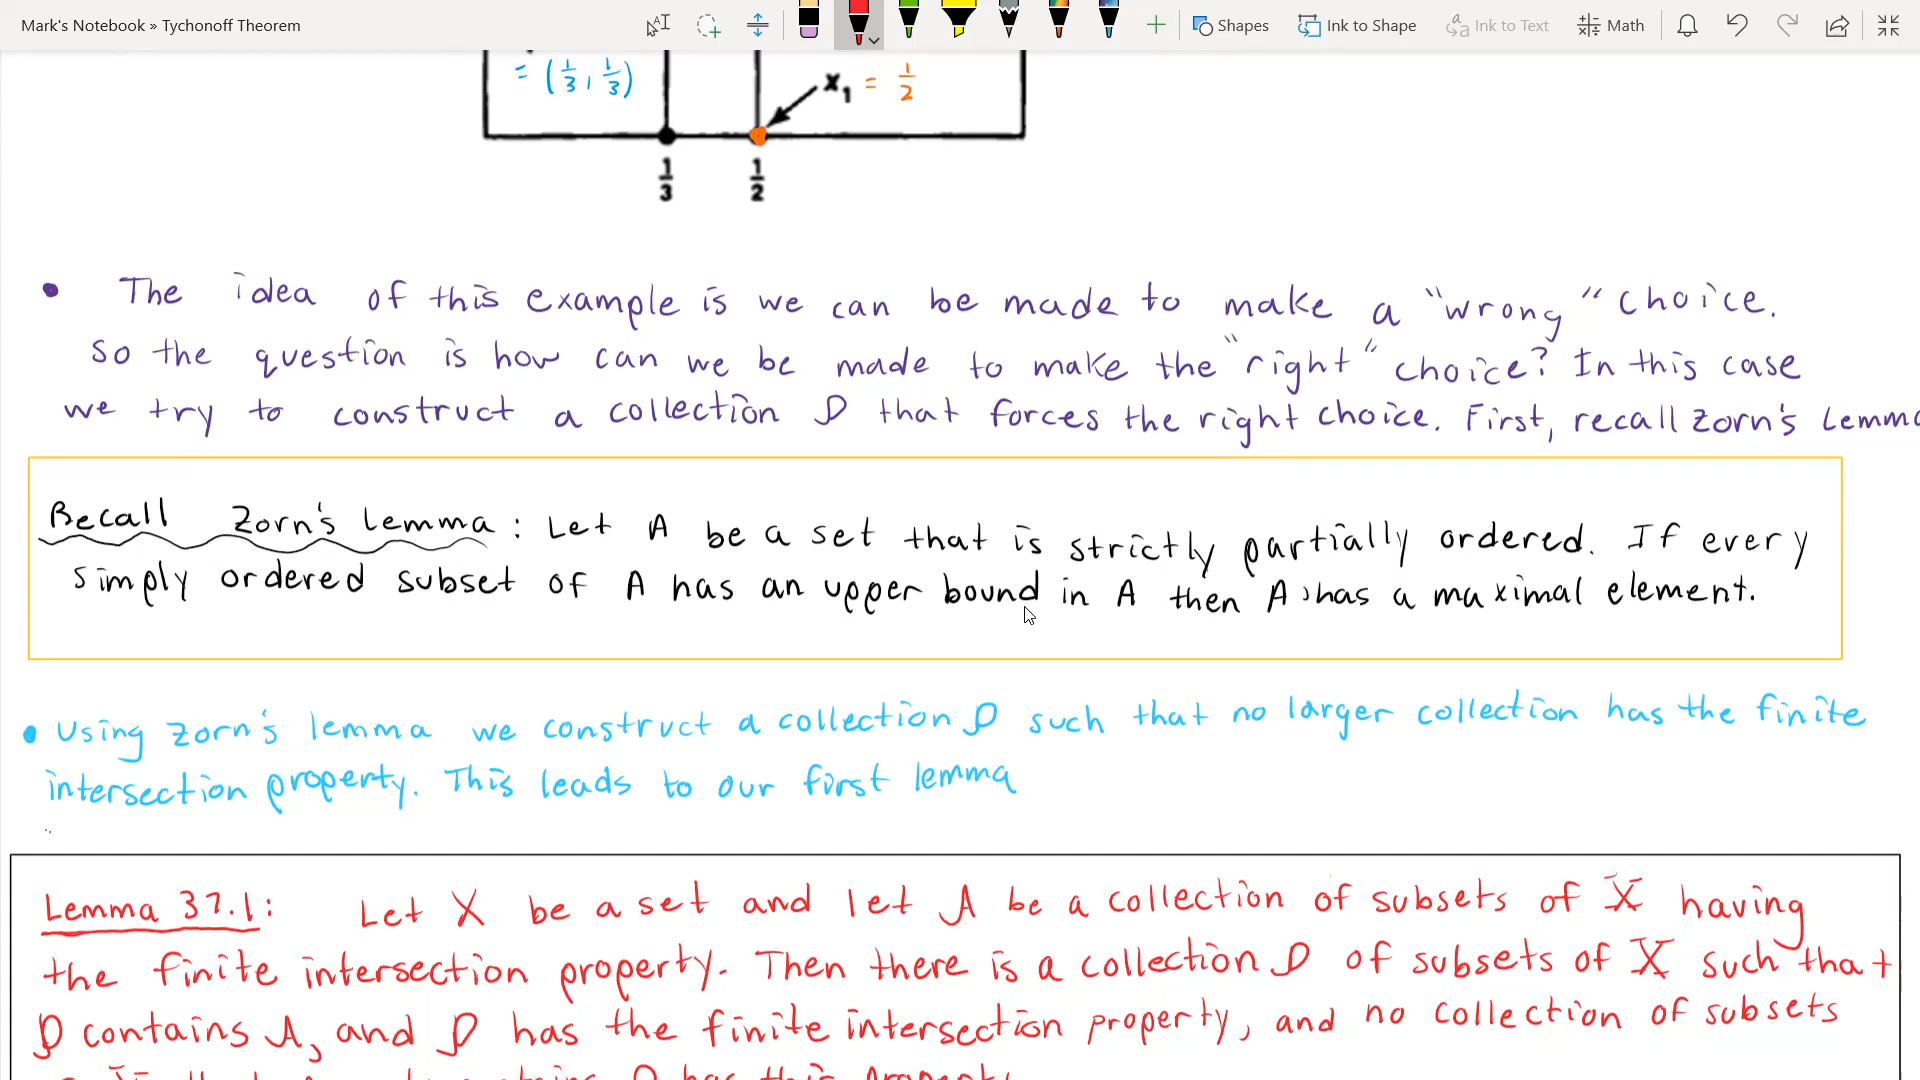 Mark's Notebook » Tychonoff Theorem
Shapes Ink to Shape Ink to Text Math
= (1/3, 1/3)
x₁ = 1/2
1/3 1/2
• The idea of this example is we can be made to make a "wrong" choice.
So the question is how can we be made to make the "right" choice? In this case
we try to construct a collection D that forces the right choice. First, recall Zorn's Lemma
Recall Zorn's Lemma: Let A be a set that is strictly partially ordered. If every
simply ordered subset of A has an upper bound in A then A has a maximal element.
• Using Zorn's lemma we construct a collection D such that no larger collection has the finite
intersection property. This leads to our first lemma
Lemma 37.1: Let X be a set and let A be a collection of subsets of X having
the finite intersection property. Then there is a collection D of subsets of X such that
D contains A, and D has the finite intersection property, and no collection of subsets